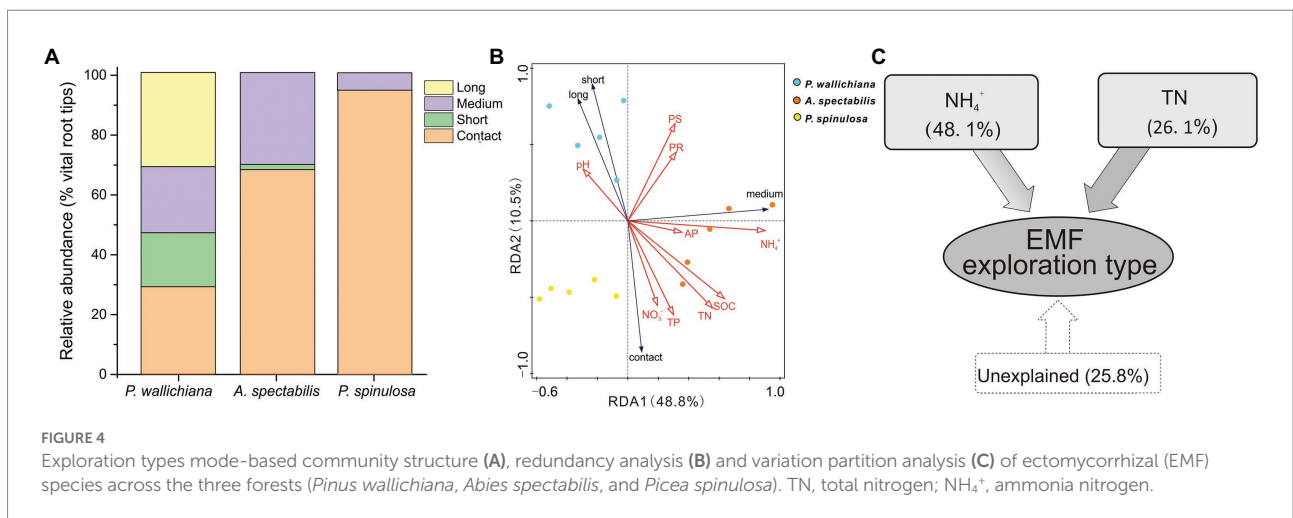 A
Relative abundance (% vital root tips)
100
80
60
40
20
0
Long
Medium
Short
Contact
P. wallichiana
A. spectabilis
P. spinulosa
B
RDA2 (10.5%)
1.0
-1.0
short
long
PS
PR
pH
medium
AP
NH₄⁺
SOC
NO₃⁻
TP
TN
contact
-0.6
1.0
RDA1 (48.8%)
P. wallichiana
A. spectabilis
P. spinulosa
C
NH₄⁺
(48. 1%)
TN
(26. 1%)
EMF
exploration type
Unexplained (25.8%)
FIGURE 4
Exploration types mode-based community structure (A), redundancy analysis (B) and variation partition analysis (C) of ectomycorrhizal (EMF)
species across the three forests (Pinus wallichiana, Abies spectabilis, and Picea spinulosa). TN, total nitrogen; NH₄⁺, ammonia nitrogen.